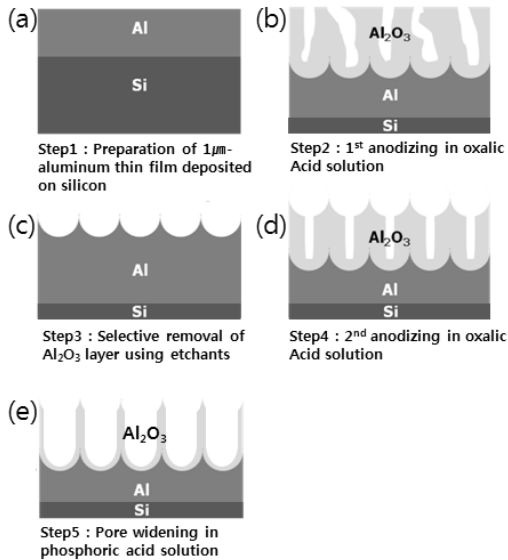 (a)
Al
Si
Step1 : Preparation of 1㎛-
aluminum thin film deposited
on silicon
(b)
Al₂O₃
Al
Si
Step2 : 1ˢᵗ anodizing in oxalic
Acid solution
(c)
Al
Si
Step3 : Selective removal of
Al₂O₃ layer using etchants
(d)
Al₂O₃
Al
Si
Step4 : 2ⁿᵈ anodizing in oxalic
Acid solution
(e)
Al₂O₃
Al
Si
Step5 : Pore widening in
phosphoric acid solution